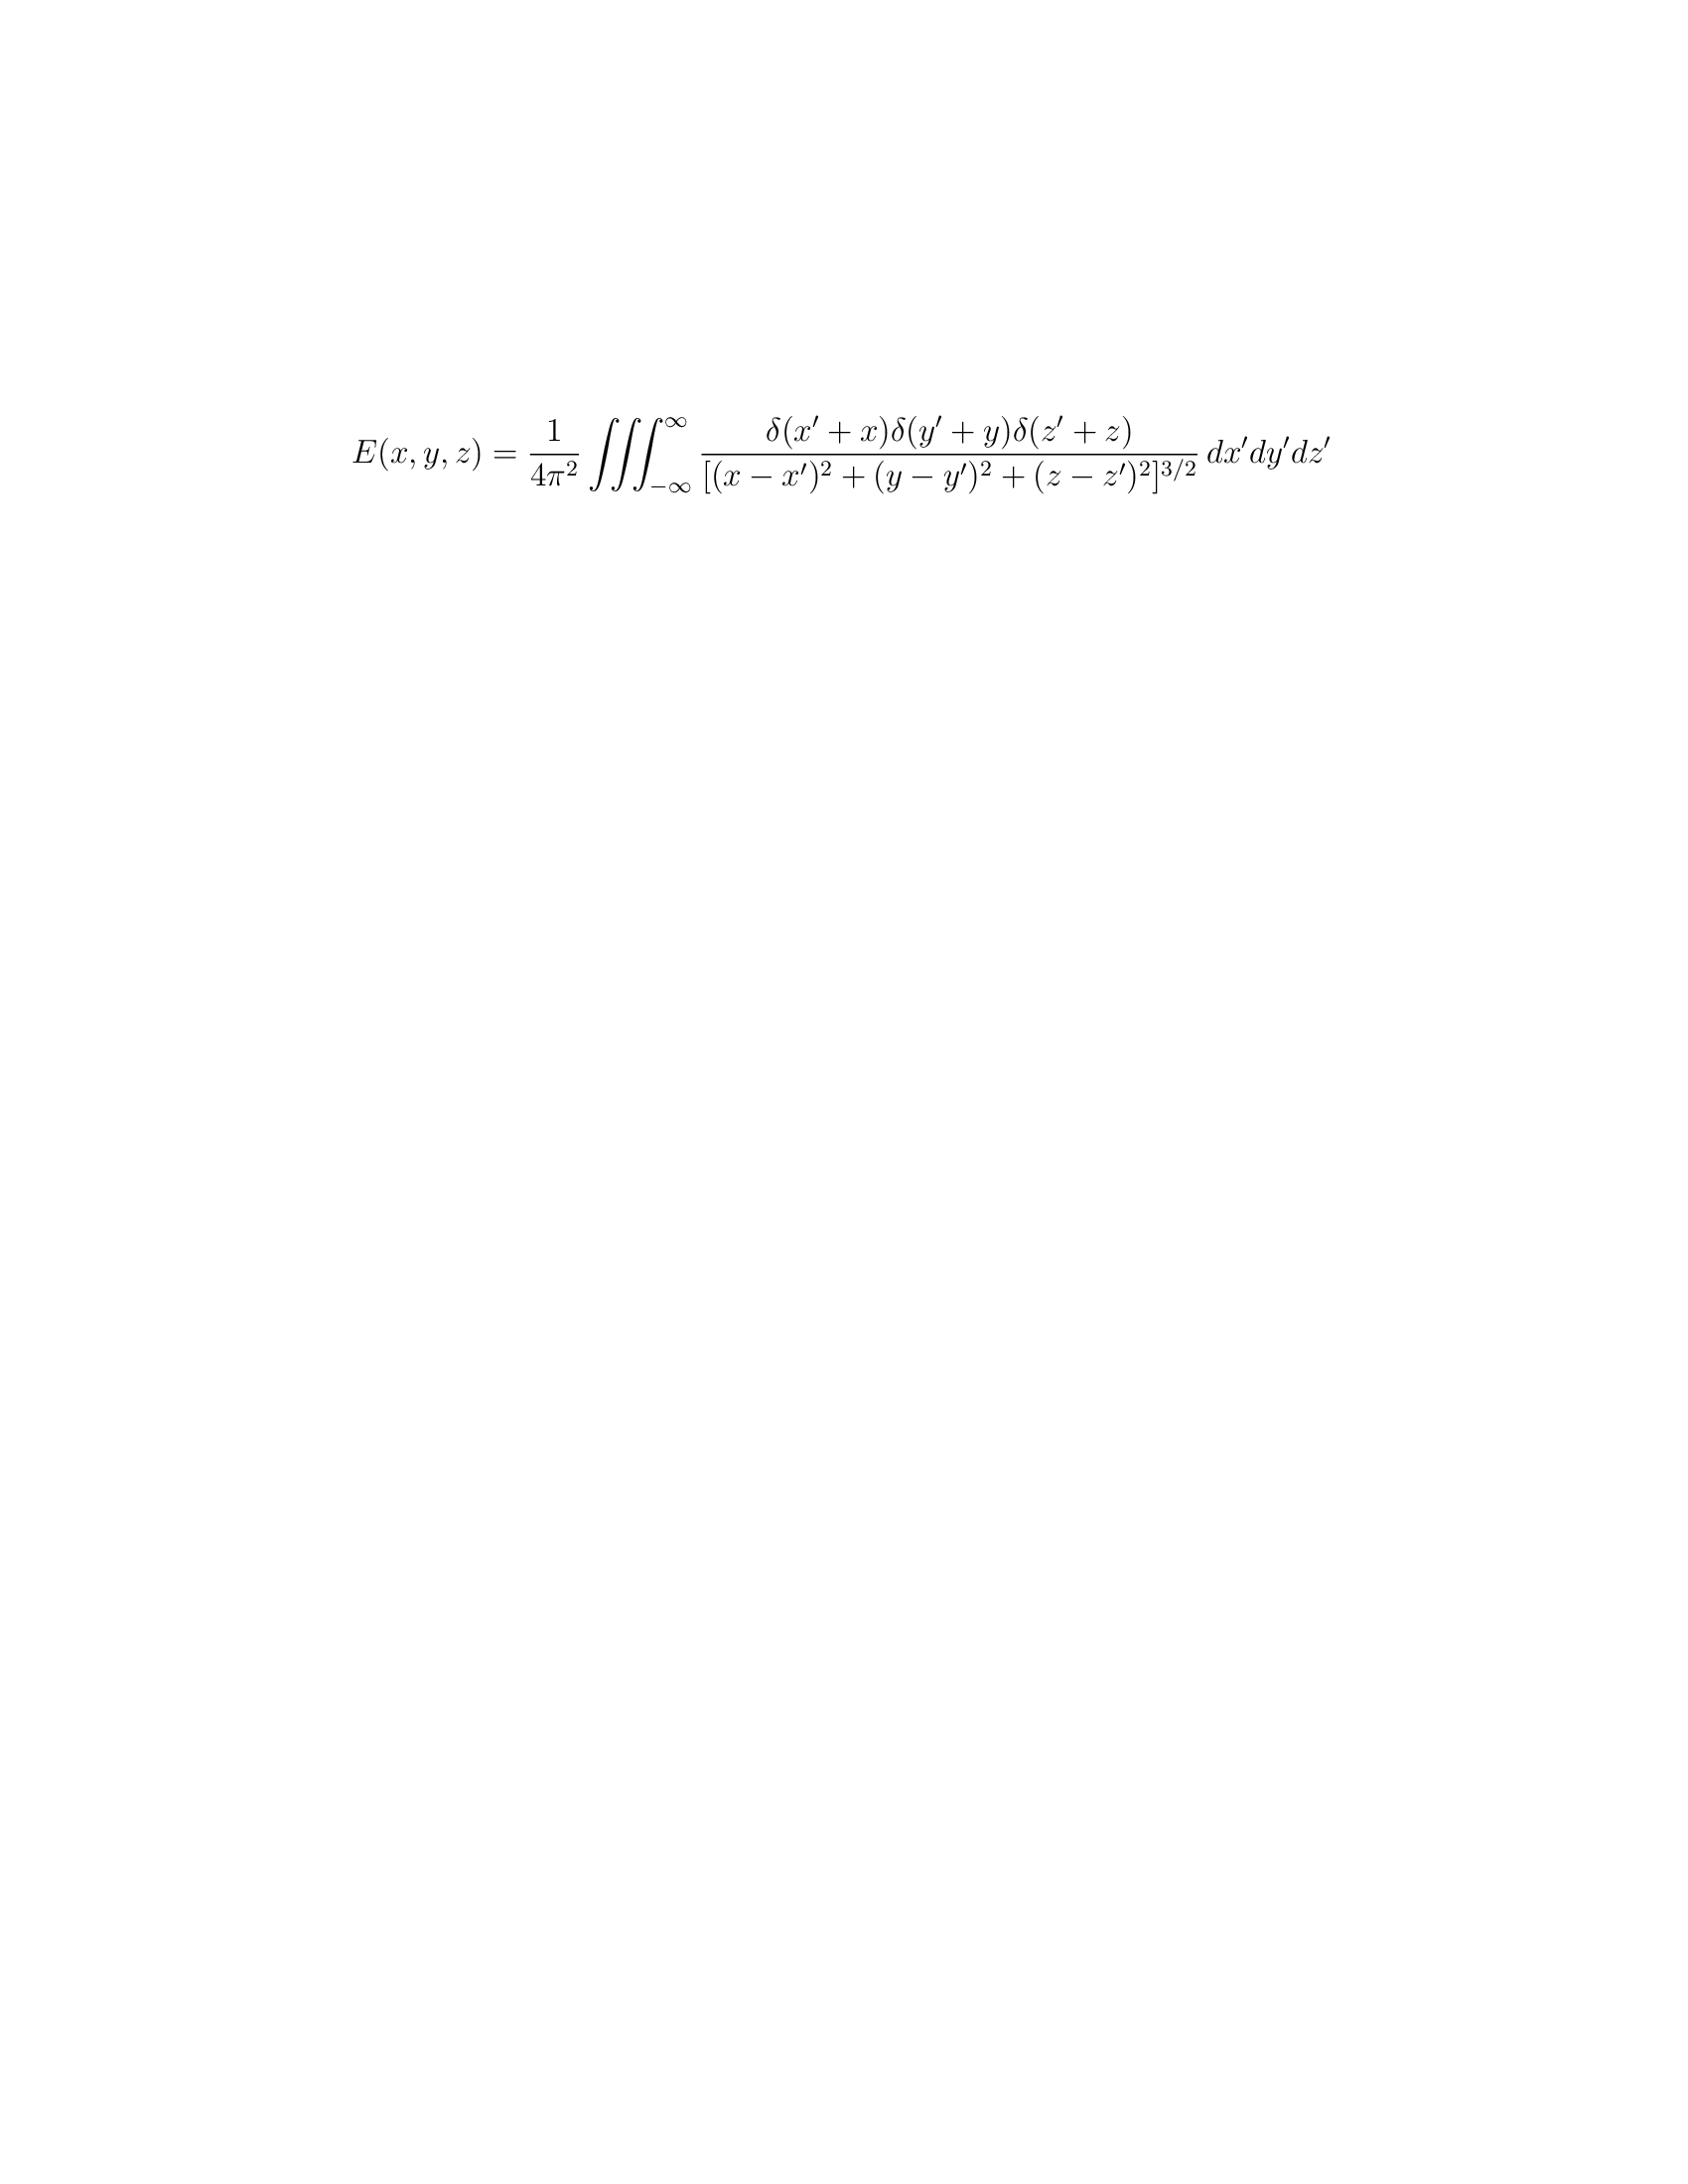 E(x, y, z) = \frac{1}{4\pi^2} \iiint_{-\infty}^{\infty} \frac{\delta(x' + x)\delta(y' + y)\delta(z' + z)}{[(x - x')^2 + (y - y')^2 + (z - z')^2]^{3/2}} \, dx'dy'dz'